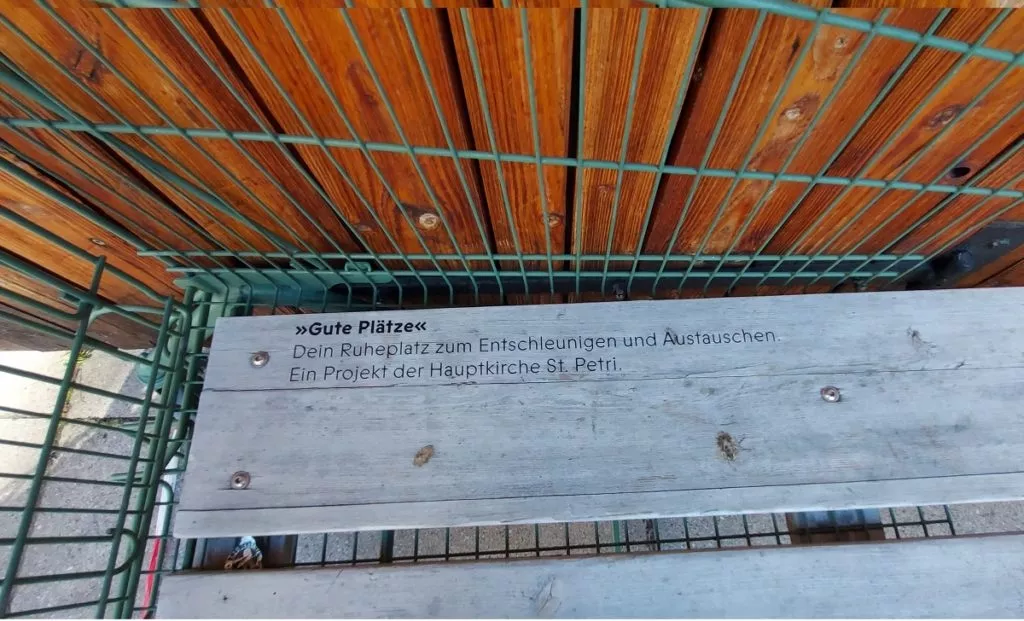 »Gute Plätze«
Dein Ruheplatz zum Entschleunigen und Austauschen.
Ein Projekt der Hauptkirche St. Petri.